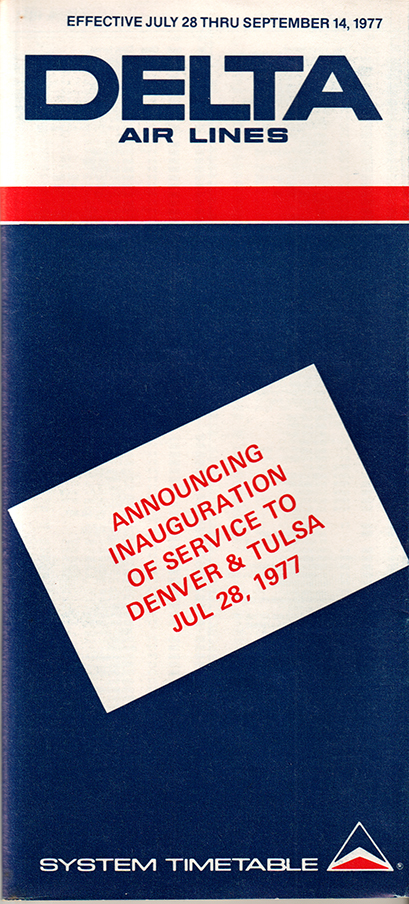 EFFECTIVE JULY 28 THRU SEPTEMBER 14, 1977
DELTA
AIR LINES
ANNOUNCING
INAUGURATION
OF SERVICE TO
DENVER & TULSA
JUL 28, 1977
SYSTEM TIMETABLE ®